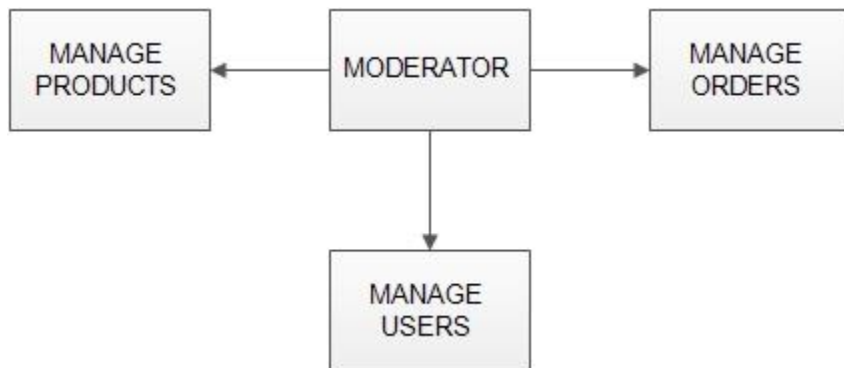 MANAGE
PRODUCTS
MODERATOR
MANAGE
ORDERS
MANAGE
USERS